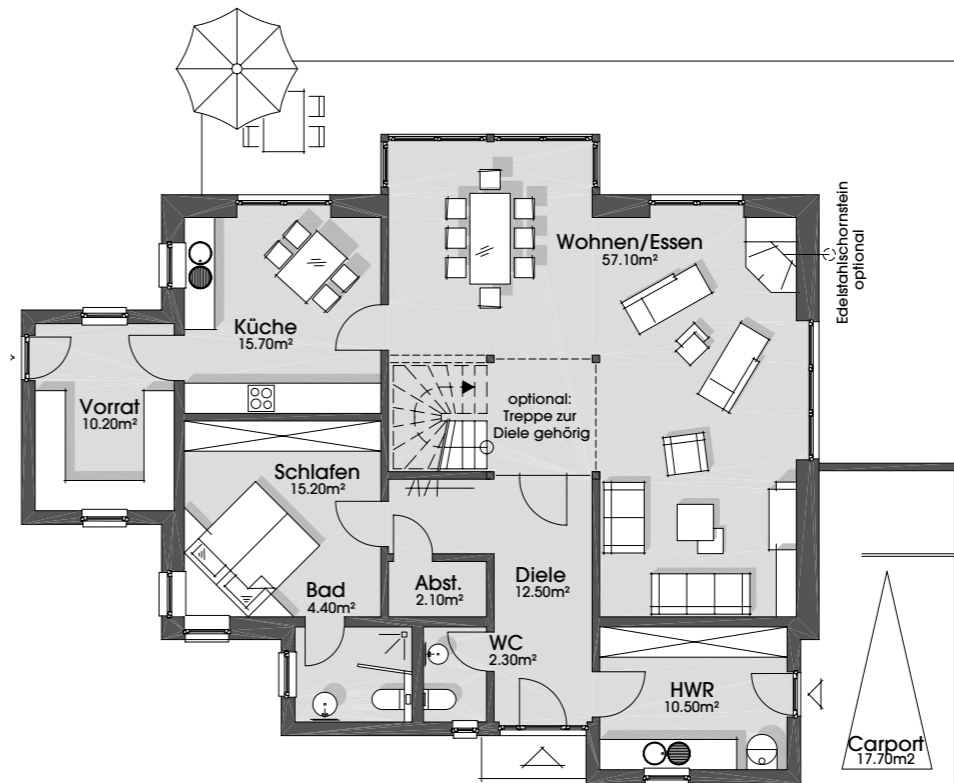 Wohnen/Essen
57.10m²
Edelstahlschornstein
optional
Küche
15.70m²
Vorrat
10.20m²
optional:
Treppe zur
Diele gehörig
Schlafen
15.20m²
Bad
4.40m²
Abst.
2.10m²
Diele
12.50m²
WC
2.30m²
HWR
10.50m²
Carport
17.70m2